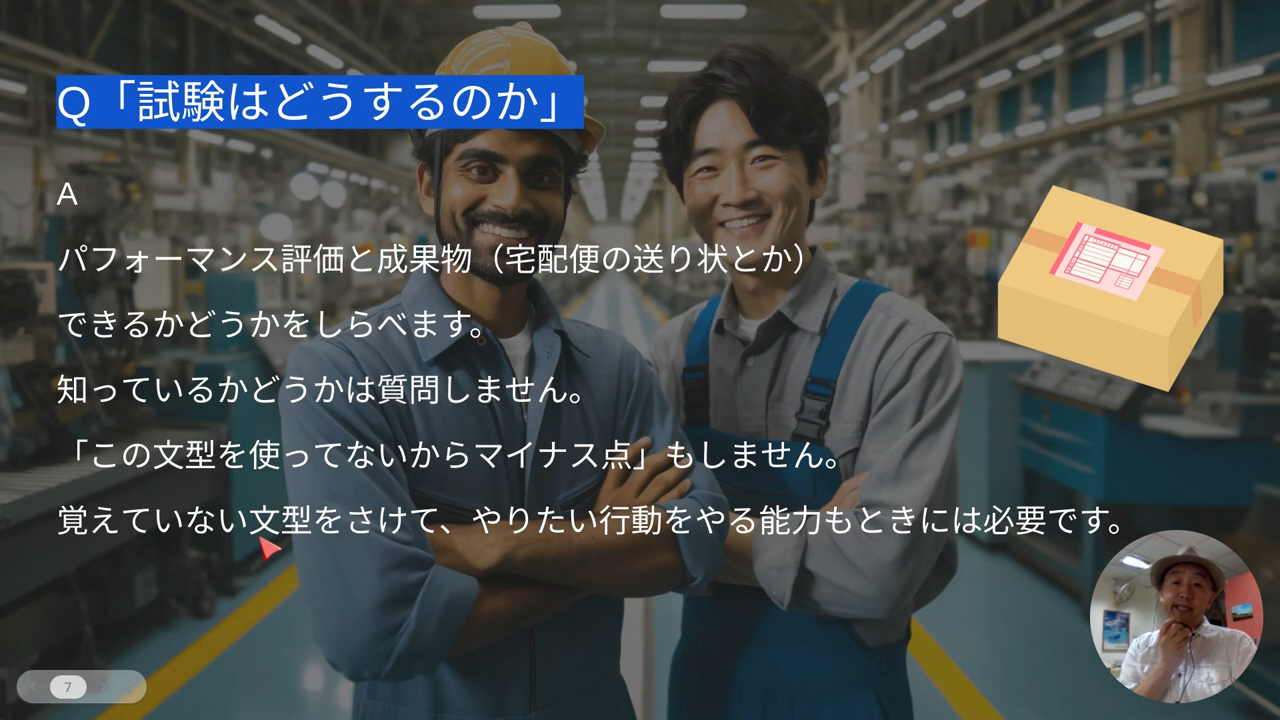 Q「試験はどうするのか」
A
パフォーマンス評価と成果物（宅配便の送り状とか）
できるかどうかをしらべます。
知っているかどうかは質問しません。
「この文型を使ってないからマイナス点」もしません。
覚えていない文型をさけて、やりたい行動をやる能力もときには必要です。
7